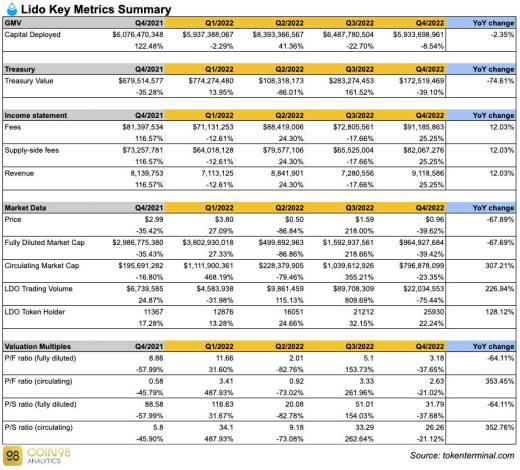 Lido Key Metrics Summary
GMV Q4/2021 Q1/2022 Q2/2022 Q3/2022 Q4/2022 YoY change
Capital Deployed $6,076,470,348 $5,937,388,067 $8,393,366,567 $6,487,780,504 $5,933,698,961 -2.35%
122.48% -2.29% 41.36% -22.70% -8.54%
Treasury Q4/2021 Q1/2022 Q2/2022 Q3/2022 Q4/2022 YoY change
Treasury Value $679,514,577 $774,274,480 $108,318,173 $283,274,453 $172,519,469 -74.61%
-35.28% 13.95% -86.01% 161.52% -39.10%
Income statement Q4/2021 Q1/2022 Q2/2022 Q3/2022 Q4/2022 YoY change
Fees $81,397,534 $71,131,253 $88,419,006 $72,805,561 $91,185,863 12.03%
116.57% -12.61% 24.30% -17.66% 25.25%
Supply-side fees $73,257,781 $64,018,128 $79,577,106 $65,525,004 $82,067,276 12.03%
116.57% -12.61% 24.30% -17.66% 25.25%
Revenue 8,139,753 7,113,125 8,841,901 7,280,556 9,118,586 12.03%
116.57% -12.61% 24.30% -17.66% 25.25%
Market Data Q4/2021 Q1/2022 Q2/2022 Q3/2022 Q4/2022 YoY change
Price $2.99 $3.80 $0.50 $1.59 $0.96 -67.89%
-35.42% 27.09% -86.84% 218.00% -39.62%
Fully Diluted Market Cap $2,986,775,380 $3,802,930,018 $499,892,963 $1,592,937,561 $964,927,684 -67.69%
-35.43% 27.33% -86.86% 218.66% -39.42%
Circulating Market Cap $195,691,282 $1,111,900,361 $228,379,905 $1,039,612,926 $796,878,099 307.21%
-16.80% 468.19% -79.46% 355.21% -23.35%
LDO Trading Volume $6,739,585 $4,583,938 $9,861,459 $89,708,309 $22,034,553 226.94%
24.87% -31.98% 115.13% 809.69% -75.44%
LDO Token Holder 11367 12876 16051 21212 25930 128.12%
17.28% 13.28% 24.66% 32.15% 22.24%
Valuation Multiples Q4/2021 Q1/2022 Q2/2022 Q3/2022 Q4/2022 YoY change
P/F ratio (fully diluted) 8.86 11.66 2.01 5.1 3.18 -64.11%
-57.99% 31.60% -82.76% 153.73% -37.65%
P/F ratio (circulating) 0.58 3.41 0.92 3.33 2.63 353.45%
-45.79% 487.93% -73.02% 261.96% -21.02%
P/S ratio (fully diluted) 88.58 116.63 20.08 51.01 31.79 -64.11%
-57.99% 31.67% -82.78% 154.03% -37.68%
P/S ratio (circulating) 5.8 34.1 9.18 33.29 26.26 352.76%
-45.90% 487.93% -73.08% 262.64% -21.12%
98 COIN98
ANALYTICS
Source: tokenterminal.com